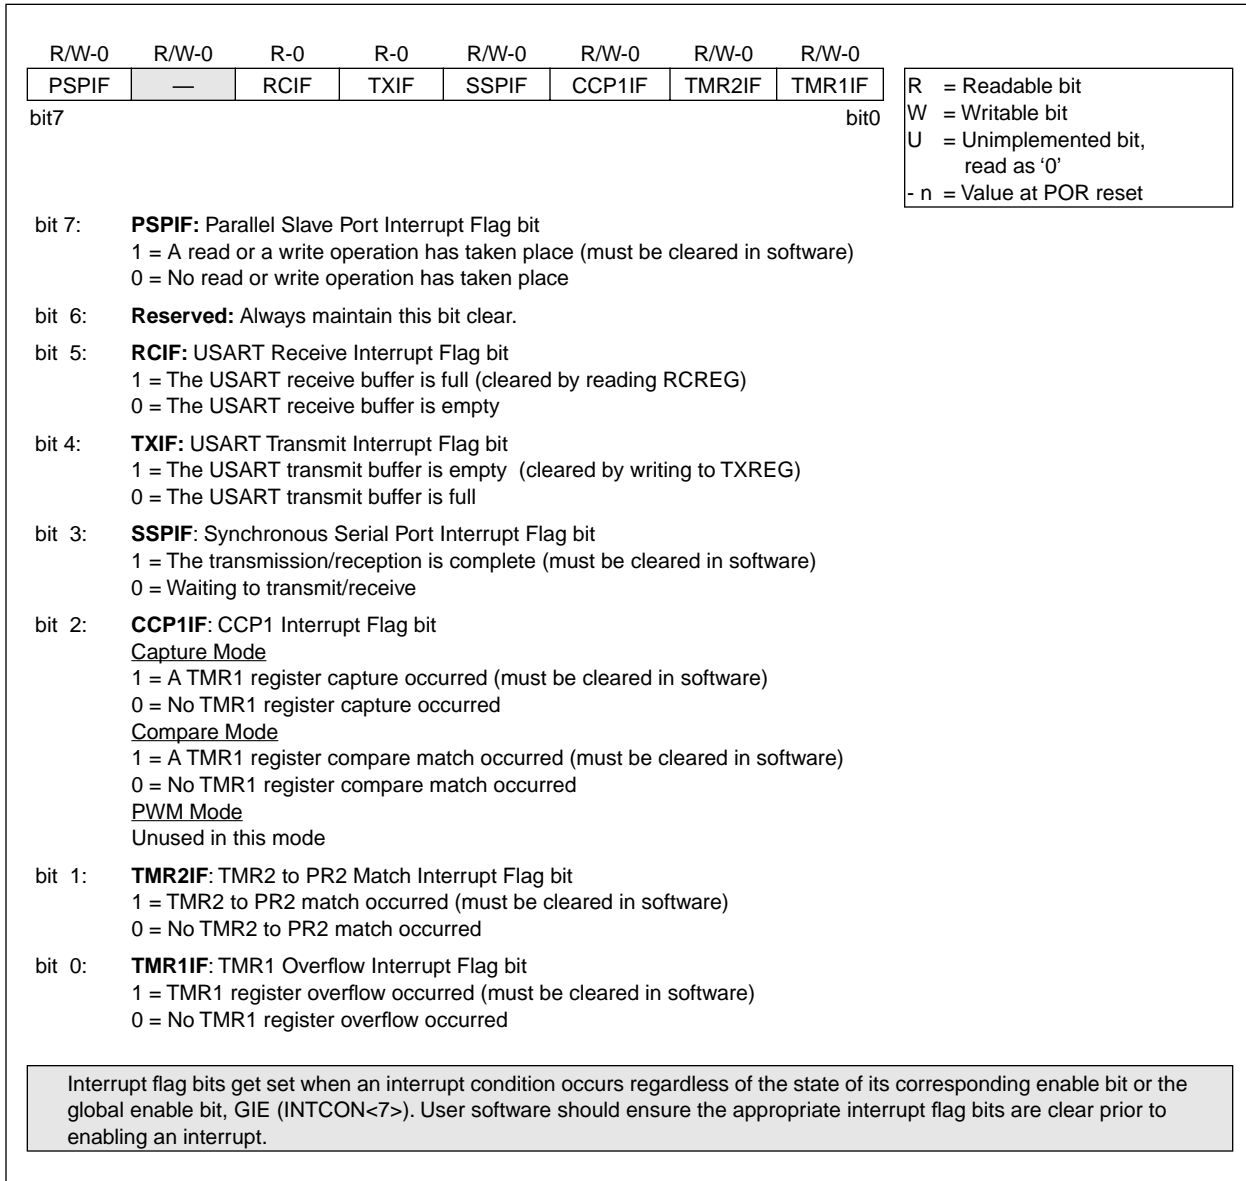 R/W-0 R/W-0 R-0 R-0 R/W-0 R/W-0 R/W-0 R/W-0
PSPIF — RCIF TXIF SSPIF CCP1IF TMR2IF TMR1IF
bit7 bit0
R = Readable bit
W = Writable bit
U = Unimplemented bit,
read as ‘0’
- n = Value at POR reset
bit 7: PSPIF: Parallel Slave Port Interrupt Flag bit
1 = A read or a write operation has taken place (must be cleared in software)
0 = No read or write operation has taken place
bit 6: Reserved: Always maintain this bit clear.
bit 5: RCIF: USART Receive Interrupt Flag bit
1 = The USART receive buffer is full (cleared by reading RCREG)
0 = The USART receive buffer is empty
bit 4: TXIF: USART Transmit Interrupt Flag bit
1 = The USART transmit buffer is empty (cleared by writing to TXREG)
0 = The USART transmit buffer is full
bit 3: SSPIF: Synchronous Serial Port Interrupt Flag bit
1 = The transmission/reception is complete (must be cleared in software)
0 = Waiting to transmit/receive
bit 2: CCP1IF: CCP1 Interrupt Flag bit
Capture Mode
1 = A TMR1 register capture occurred (must be cleared in software)
0 = No TMR1 register capture occurred
Compare Mode
1 = A TMR1 register compare match occurred (must be cleared in software)
0 = No TMR1 register compare match occurred
PWM Mode
Unused in this mode
bit 1: TMR2IF: TMR2 to PR2 Match Interrupt Flag bit
1 = TMR2 to PR2 match occurred (must be cleared in software)
0 = No TMR2 to PR2 match occurred
bit 0: TMR1IF: TMR1 Overflow Interrupt Flag bit
1 = TMR1 register overflow occurred (must be cleared in software)
0 = No TMR1 register overflow occurred
Interrupt flag bits get set when an interrupt condition occurs regardless of the state of its corresponding enable bit or the
global enable bit, GIE (INTCON<7>). User software should ensure the appropriate interrupt flag bits are clear prior to
enabling an interrupt.